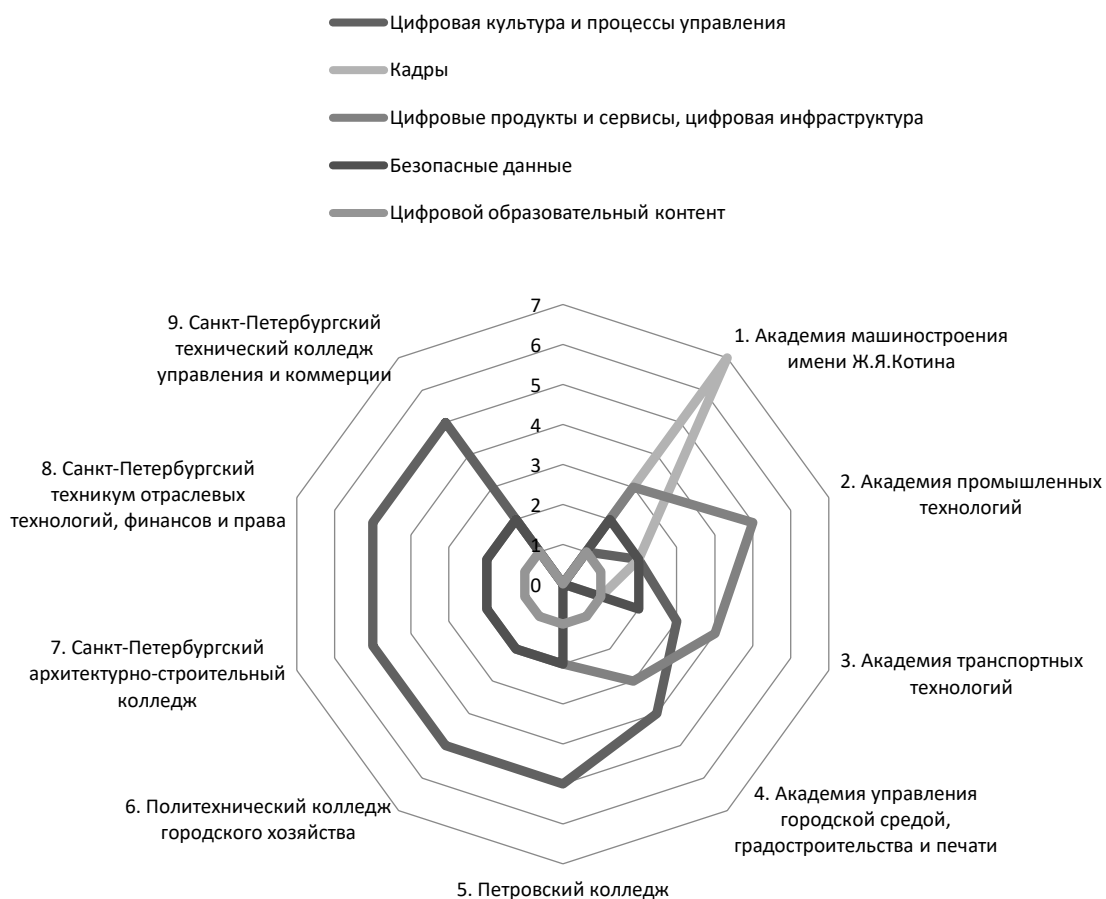 Цифровая культура и процессы управления
Кадры
Цифровые продукты и сервисы, цифровая инфраструктура
Безопасные данные
Цифровой образовательный контент
7
6
5
4
3
2
1
0
1. Академия машиностроения
имени Ж.Я.Котина
2. Академия промышленных
технологий
3. Академия транспортных
технологий
4. Академия управления
городской средой,
градостроительства и печати
5. Петровский колледж
6. Политехнический колледж
городского хозяйства
7. Санкт-Петербургский
архитектурно-строительный
колледж
8. Санкт-Петербургский
техникум отраслевых
технологий, финансов и права
9. Санкт-Петербургский
технический колледж
управления и коммерции